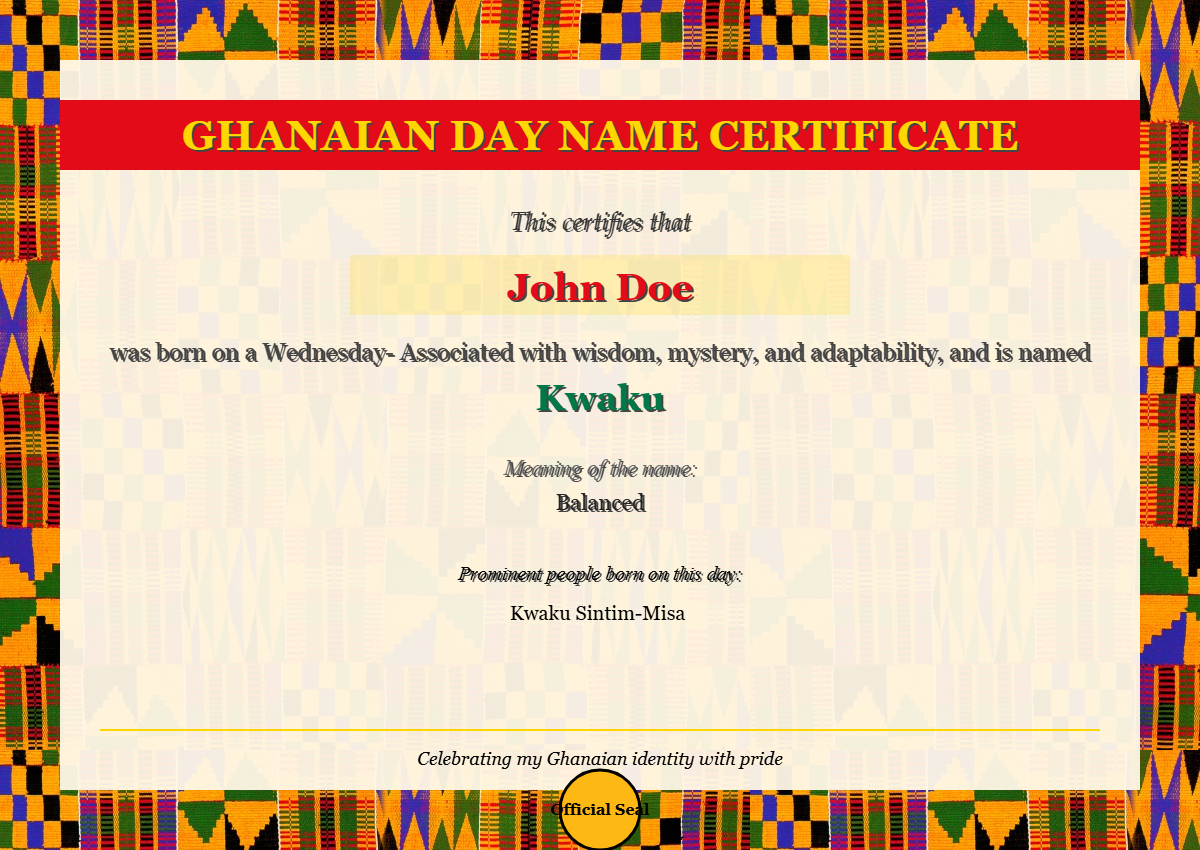 GHANAIAN DAY NAME CERTIFICATE
This certifies that
John Doe
was born on a Wednesday- Associated with wisdom, mystery, and adaptability, and is named
Kwaku
Meaning of the name:
Balanced
Prominent people born on this day:
Kwaku Sintim-Misa
Celebrating my Ghanaian identity with pride
Official Seal